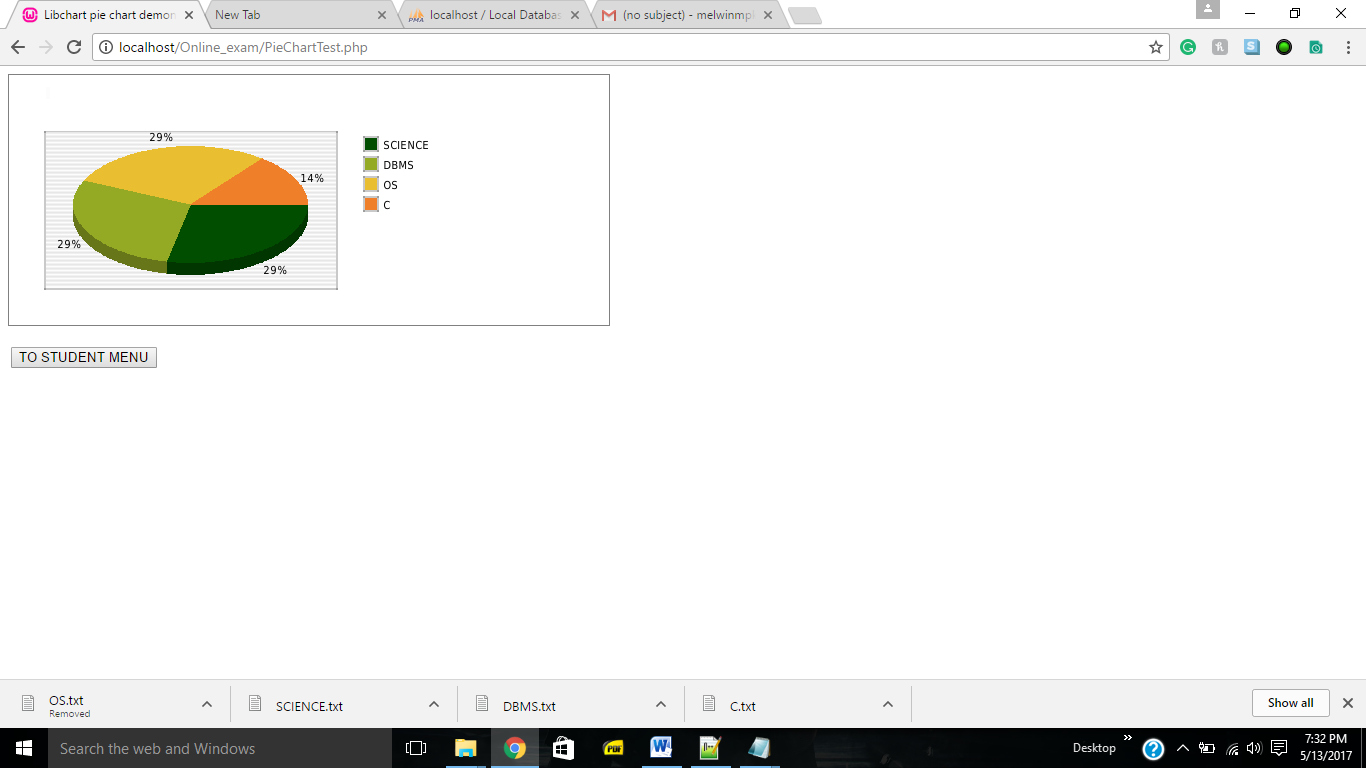 Libchart pie chart demon
New Tab
localhost / Local Databas
(no subject) - melwinmp
localhost/Online_exam/PieChartTest.php
29%
14%
29%
29%
SCIENCE
DBMS
OS
C
TO STUDENT MENU
OS.txt
Removed
SCIENCE.txt
DBMS.txt
C.txt
Show all
Search the web and Windows
PDF
Desktop
7:32 PM
5/13/2017